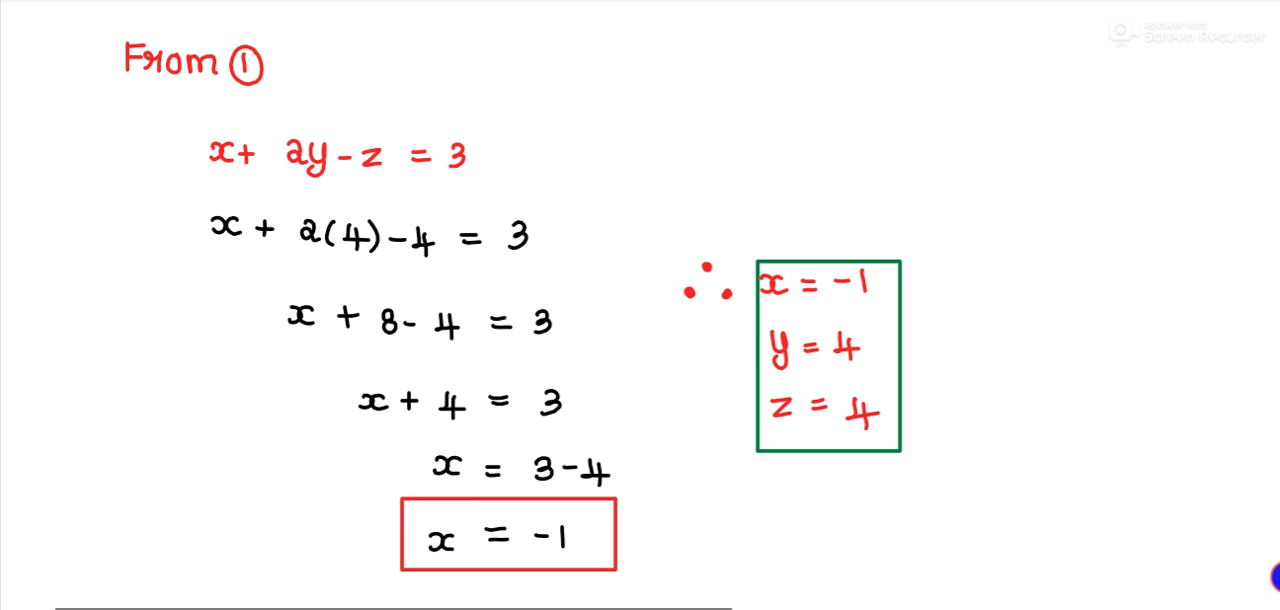 From ①
x + 2y - z = 3
x + 2(4) - 4 = 3
x + 8 - 4 = 3
x + 4 = 3
x = 3 - 4
x = -1
∴ x = -1
y = 4
z = 4
Apowersoft
Screen Recorder